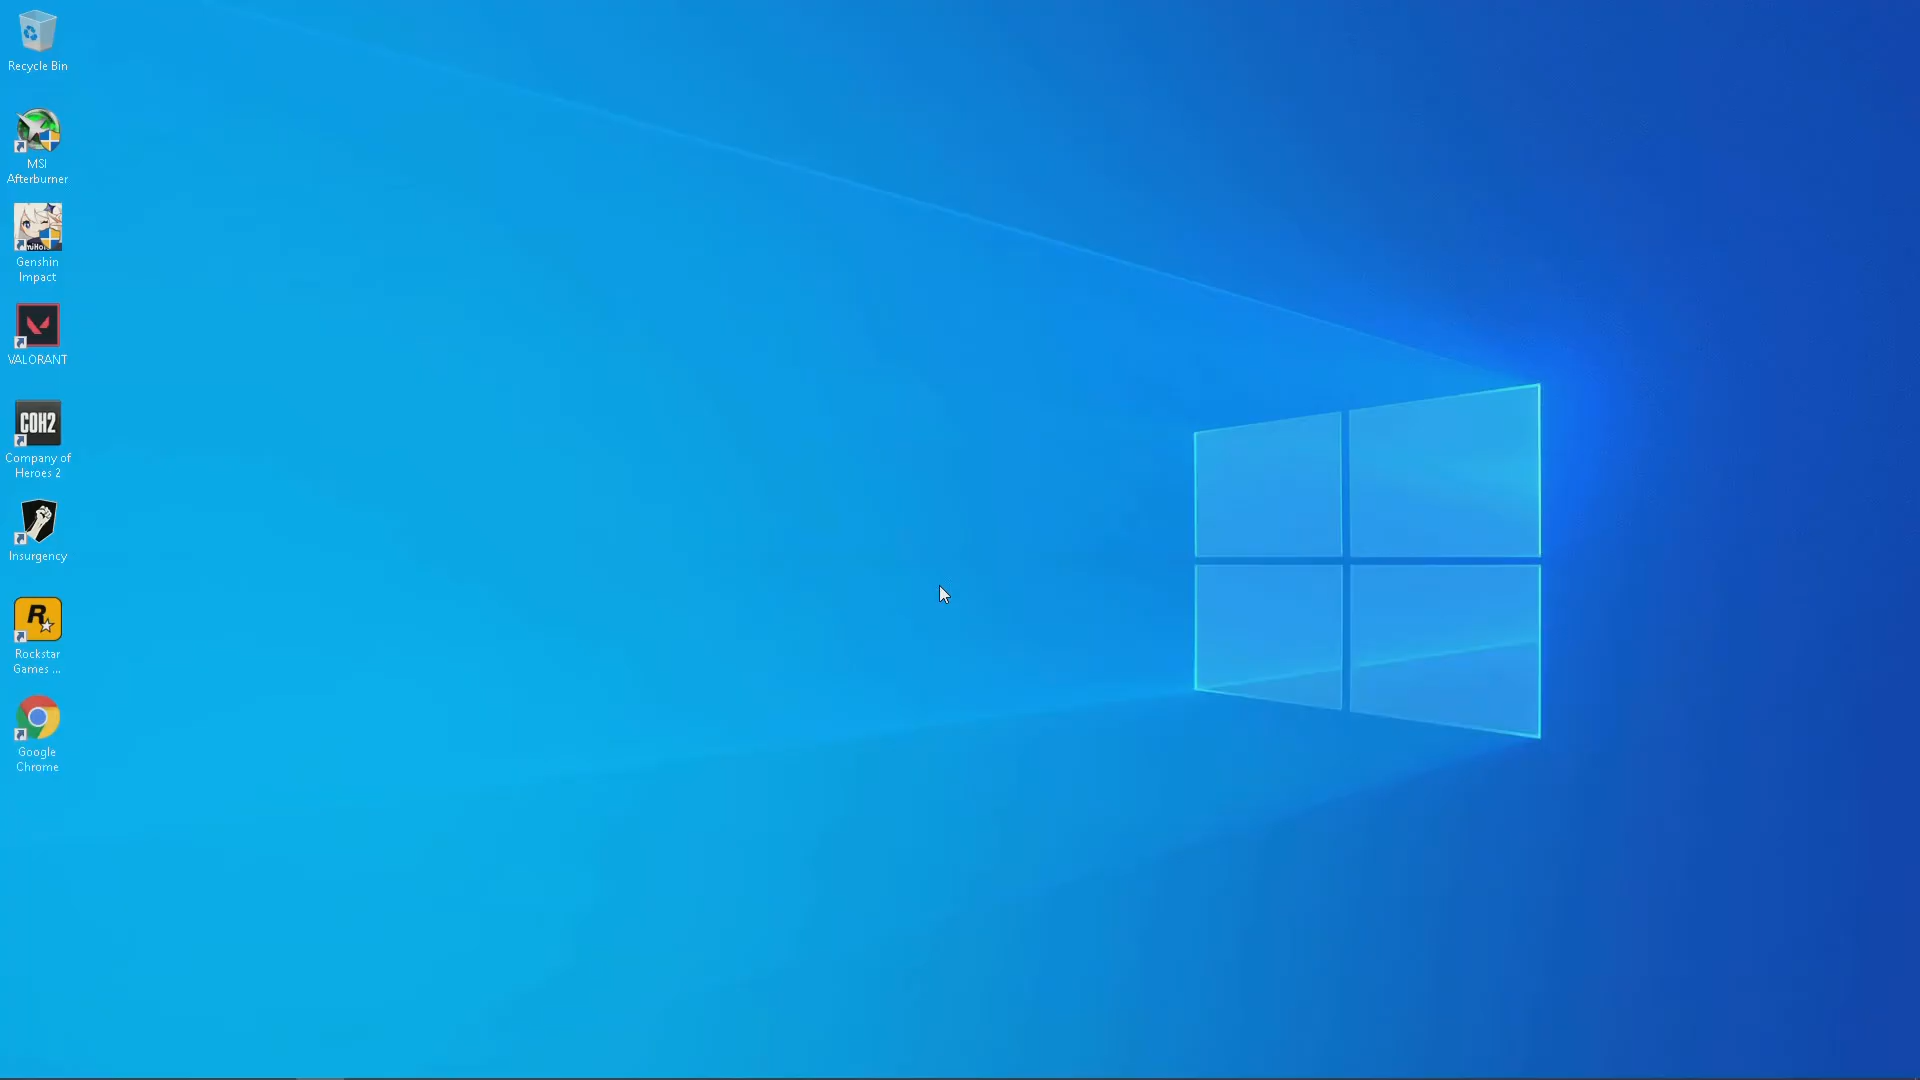 Recycle Bin
MSI
Afterburner
Genshin
Impact
VALORANT
COH2
Company of
Heroes 2
Insurgency
R
Rockstar
Games ...
Google
Chrome